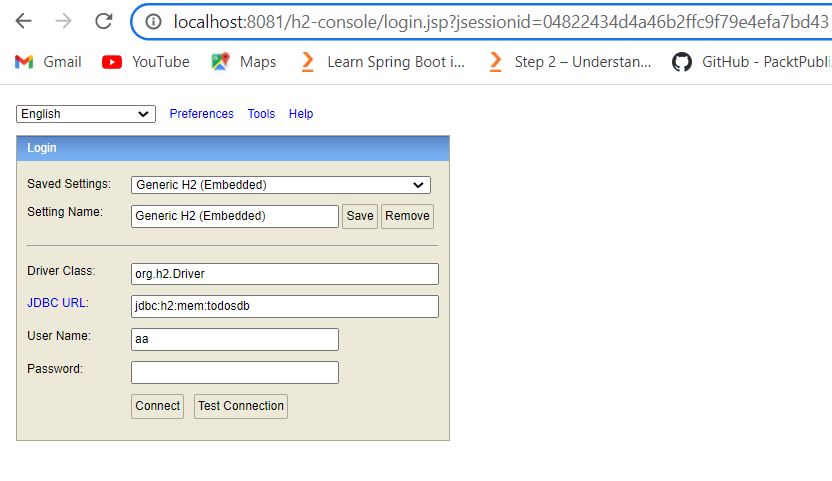 localhost:8081/h2-console/login.jsp?jsessionid=04822434d4a46b2ffc9f79e4efa7bd43
Gmail YouTube Maps Learn Spring Boot i... Step 2 – Understan... GitHub - PacktPubli
English Preferences Tools Help
Login
Saved Settings: Generic H2 (Embedded)
Setting Name: Generic H2 (Embedded) Save Remove
Driver Class: org.h2.Driver
JDBC URL: jdbc:h2:mem:todosdb
User Name: aa
Password:
Connect Test Connection